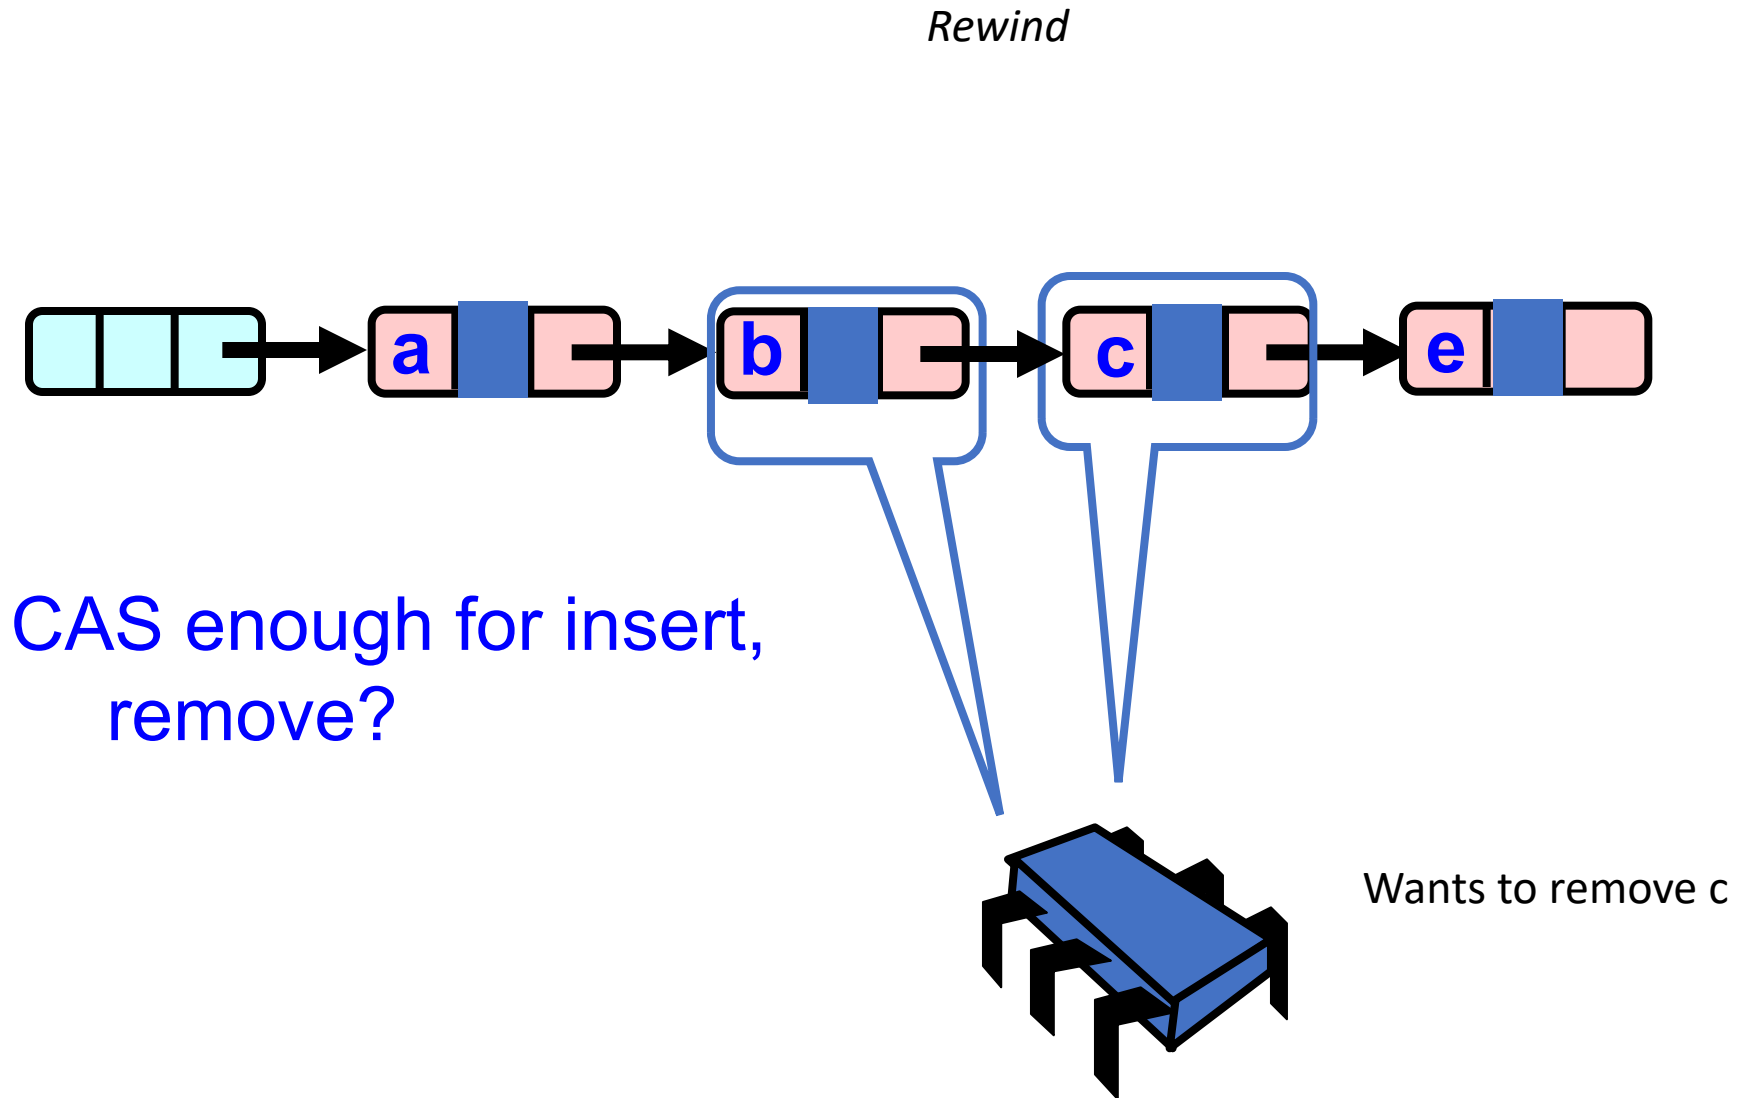 Rewind
a
b
c
e
CAS enough for insert,
remove?
Wants to remove c